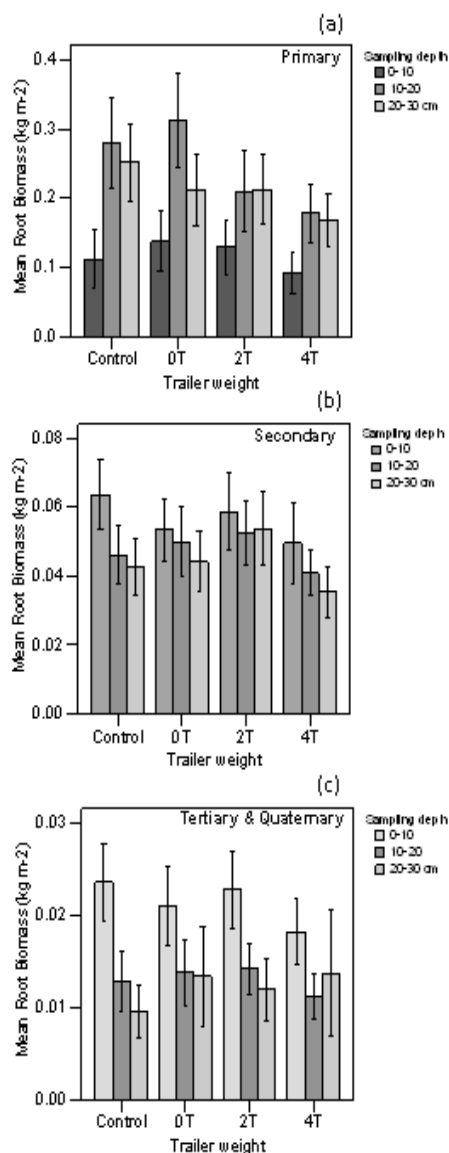 (a)
Primary
Sampling depth
0-10
10-20
20-30 cm
Mean Root Biomass (kg m-2)
0.4
0.3
0.2
0.1
0.0
Control 0T 2T 4T
Trailer weight
(b)
Secondary
Sampling depth
0-10
10-20
20-30 cm
Mean Root Biomass (kg m-2)
0.08
0.06
0.04
0.02
0.00
Control 0T 2T 4T
Trailer weight
(c)
Tertiary & Quaternary
Sampling depth
0-10
10-20
20-30 cm
Mean Root Biomass (kg m-2)
0.03
0.02
0.01
0.00
Control 0T 2T 4T
Trailer weight